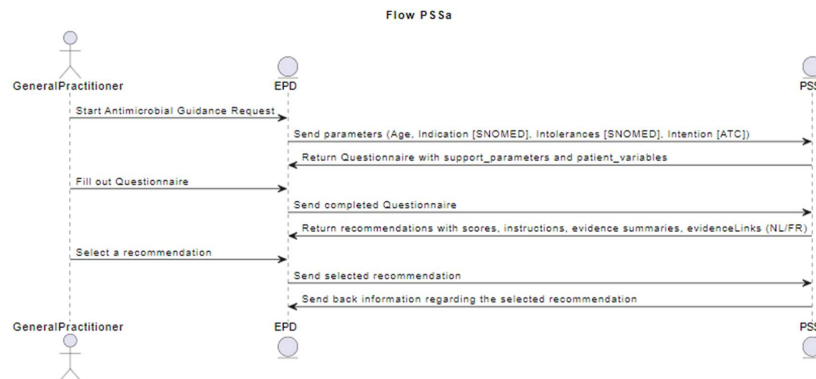 Flow PSSa
GeneralPractitioner EPD PSS
Start Antimicrobial Guidance Request
Send parameters (Age, Indication [SNOMED], Intolerances [SNOMED], Intention [ATC])
Return Questionnaire with support_parameters and patient_variables
Fill out Questionnaire
Send completed Questionnaire
Return recommendations with scores, instructions, evidence summaries, evidenceLinks (NL/FR)
Select a recommendation
Send selected recommendation
Send back information regarding the selected recommendation
GeneralPractitioner EPD PSS